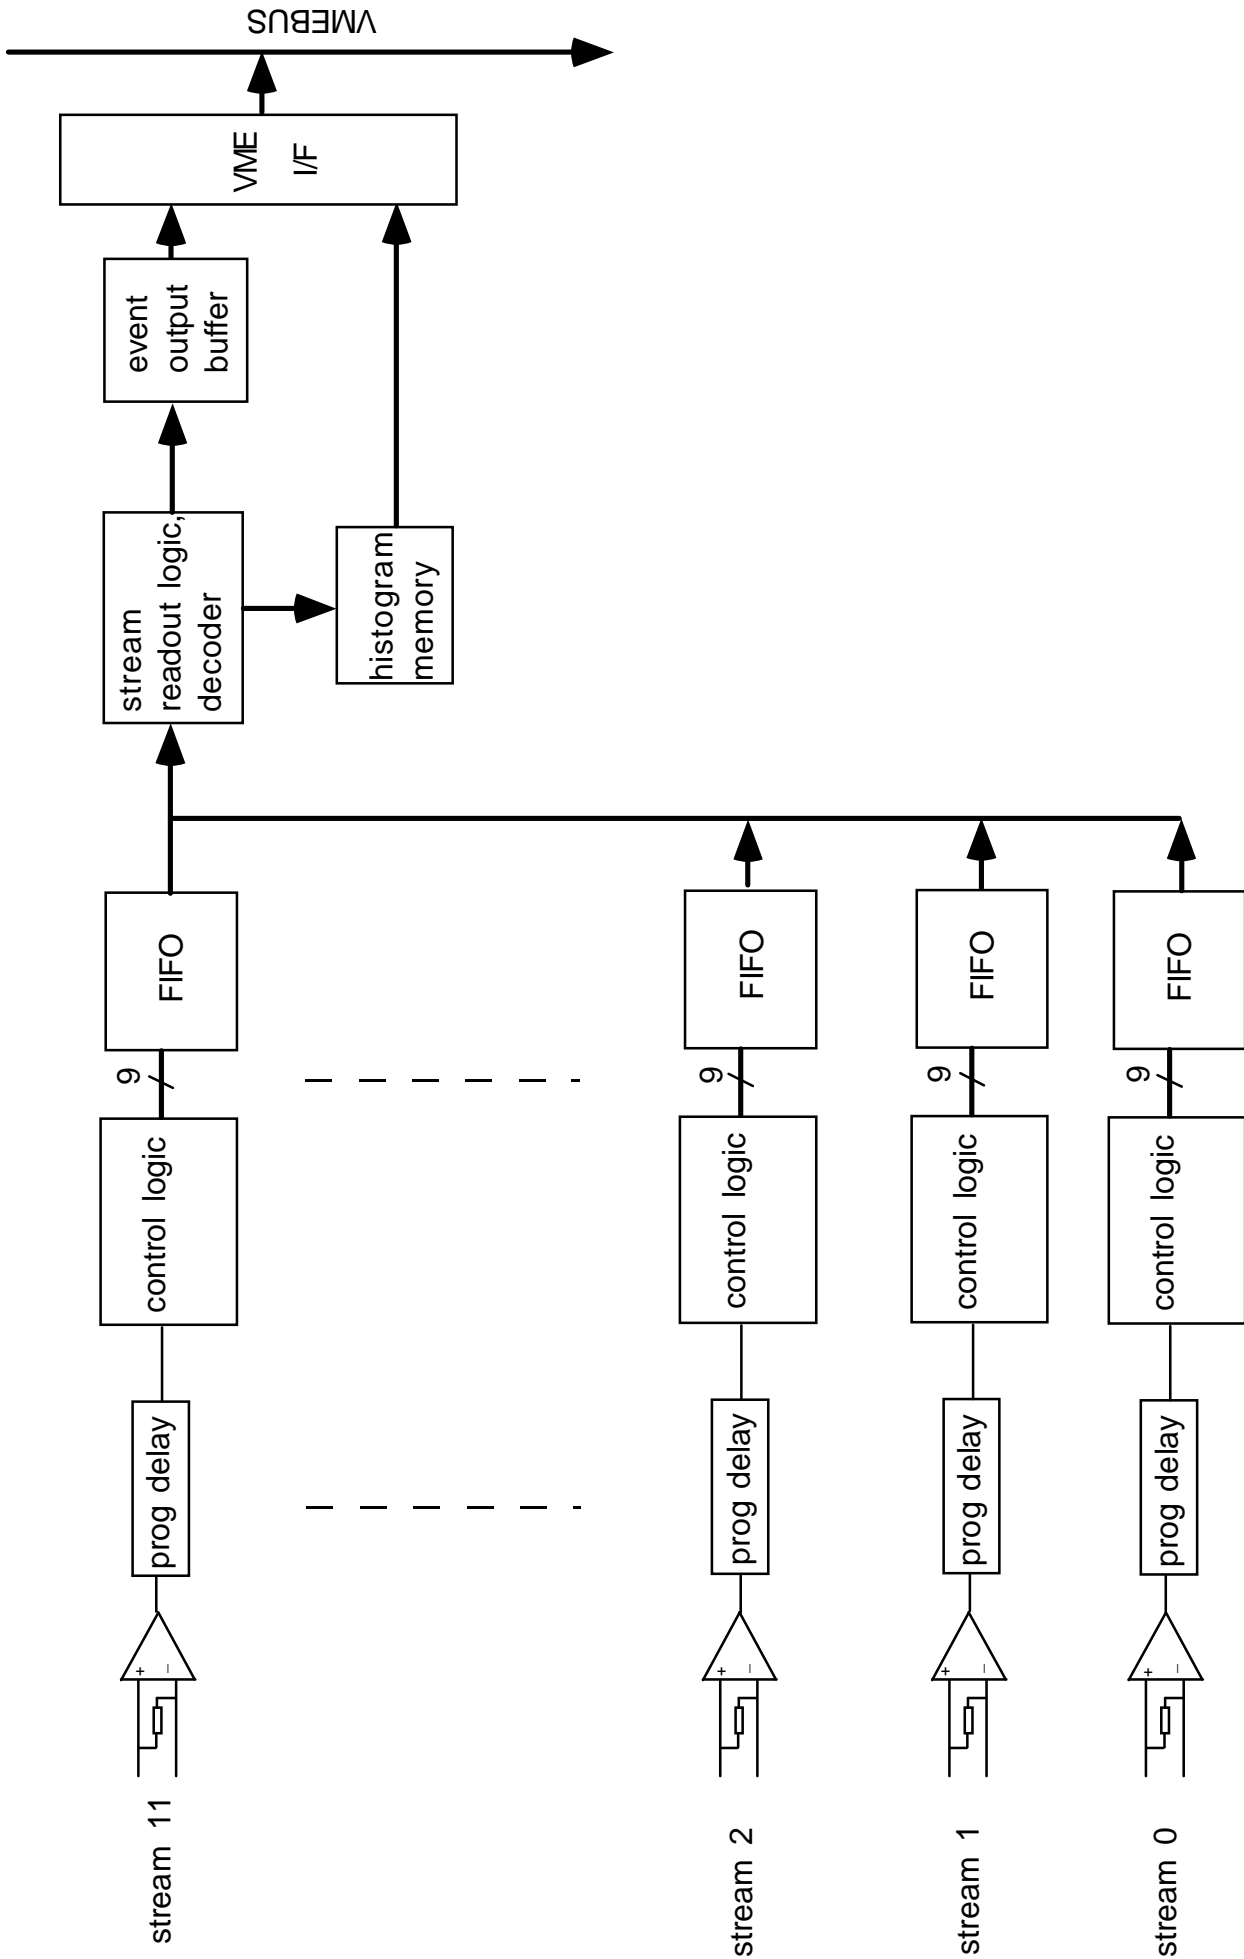 stream 11
prog delay
control logic
9
FIFO
stream
readout logic,
decoder
event
output
buffer
histogram
memory
VME
I/F
VMEBUS
stream 2
prog delay
control logic
9
FIFO
stream 1
prog delay
control logic
9
FIFO
stream 0
prog delay
control logic
9
FIFO
+
–
+
–
+
–
+
–